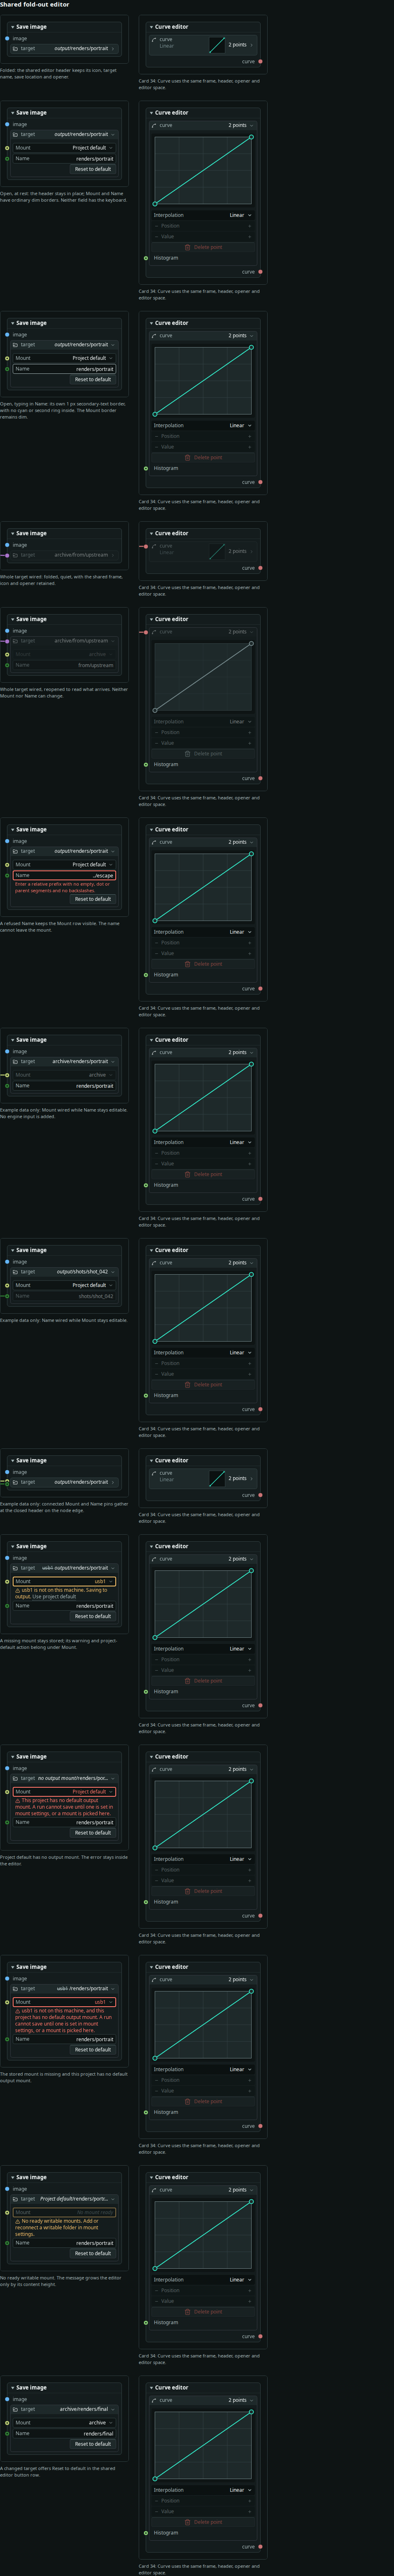 Shared fold-out editor
Save image
image
target output/renders/portrait
Folded: the shared editor header keeps its icon, target
name, save location and opener.
Curve editor
curve
Linear
2 points
curve
Card 34: Curve uses the same frame, header, opener and
editor space.
Save image
image
target output/renders/portrait
Mount Project default
Name renders/portrait
Reset to default
Open, at rest: the header stays in place; Mount and Name
have ordinary dim borders. Neither field has the keyboard.
Curve editor
curve 2 points
Interpolation Linear
− Position +
− Value +
Delete point
Histogram
curve
Card 34: Curve uses the same frame, header, opener and
editor space.
Save image
image
target output/renders/portrait
Mount Project default
Name renders/portrait
Reset to default
Open, typing in Name: its own 1 px secondary-text border,
with no cyan or second ring inside. The Mount border
remains dim.
Curve editor
curve 2 points
Interpolation Linear
− Position +
− Value +
Delete point
Histogram
curve
Card 34: Curve uses the same frame, header, opener and
editor space.
Save image
image
target archive/from/upstream
Whole target wired: folded, quiet, with the shared frame,
icon and opener retained.
Curve editor
curve
Linear
2 points
curve
Card 34: Curve uses the same frame, header, opener and
editor space.
Save image
image
target archive/from/upstream
Mount archive
Name from/upstream
Whole target wired, reopened to read what arrives. Neither
Mount nor Name can change.
Curve editor
curve 2 points
Interpolation Linear
− Position +
− Value +
Delete point
Histogram
curve
Card 34: Curve uses the same frame, header, opener and
editor space.
Save image
image
target output/renders/portrait
Mount Project default
Name ../escape
Enter a relative prefix with no empty, dot or
parent segments and no backslashes.
Reset to default
A refused Name keeps the Mount row visible. The name
cannot leave the mount.
Curve editor
curve 2 points
Interpolation Linear
− Position +
− Value +
Delete point
Histogram
curve
Card 34: Curve uses the same frame, header, opener and
editor space.
Save image
image
target archive/renders/portrait
Mount archive
Name renders/portrait
Example data only: Mount wired while Name stays editable.
No engine input is added.
Curve editor
curve 2 points
Interpolation Linear
− Position +
− Value +
Delete point
Histogram
curve
Card 34: Curve uses the same frame, header, opener and
editor space.
Save image
image
target output/shots/shot_042
Mount Project default
Name shots/shot_042
Example data only: Name wired while Mount stays editable.
Curve editor
curve 2 points
Interpolation Linear
− Position +
− Value +
Delete point
Histogram
curve
Card 34: Curve uses the same frame, header, opener and
editor space.
Save image
image
target output/renders/portrait
Example data only: connected Mount and Name pins gather
at the closed header on the node edge.
Curve editor
curve
Linear
2 points
curve
Card 34: Curve uses the same frame, header, opener and
editor space.
Save image
image
target usb1 output/renders/portrait
Mount usb1
usb1 is not on this machine. Saving to
output. Use project default
Name renders/portrait
Reset to default
A missing mount stays stored; its warning and project-
default action belong under Mount.
Curve editor
curve 2 points
Interpolation Linear
− Position +
− Value +
Delete point
Histogram
curve
Card 34: Curve uses the same frame, header, opener and
editor space.
Save image
image
target no output mount/renders/por...
Mount Project default
This project has no default output
mount. A run cannot save until one is set in
mount settings, or a mount is picked here.
Name renders/portrait
Reset to default
Project default has no output mount. The error stays inside
the editor.
Curve editor
curve 2 points
Interpolation Linear
− Position +
− Value +
Delete point
Histogram
curve
Card 34: Curve uses the same frame, header, opener and
editor space.
Save image
image
target usb1 /renders/portrait
Mount usb1
usb1 is not on this machine, and this
project has no default output mount. A run
cannot save until one is set in mount
settings, or a mount is picked here.
Name renders/portrait
Reset to default
The stored mount is missing and this project has no default
output mount.
Curve editor
curve 2 points
Interpolation Linear
− Position +
− Value +
Delete point
Histogram
curve
Card 34: Curve uses the same frame, header, opener and
editor space.
Save image
image
target Project default/renders/portr...
Mount
No ready writable mounts. Add or
reconnect a writable folder in mount
settings.
Name renders/portrait
Reset to default
No ready writable mount. The message grows the editor
only by its content height.
Curve editor
curve 2 points
Interpolation Linear
− Position +
− Value +
Delete point
Histogram
curve
Card 34: Curve uses the same frame, header, opener and
editor space.
Save image
image
target archive/renders/final
Mount archive
Name renders/final
Reset to default
A changed target offers Reset to default in the shared
editor button row.
Curve editor
curve 2 points
Interpolation Linear
− Position +
− Value +
Delete point
Histogram
curve
Card 34: Curve uses the same frame, header, opener and
editor space.